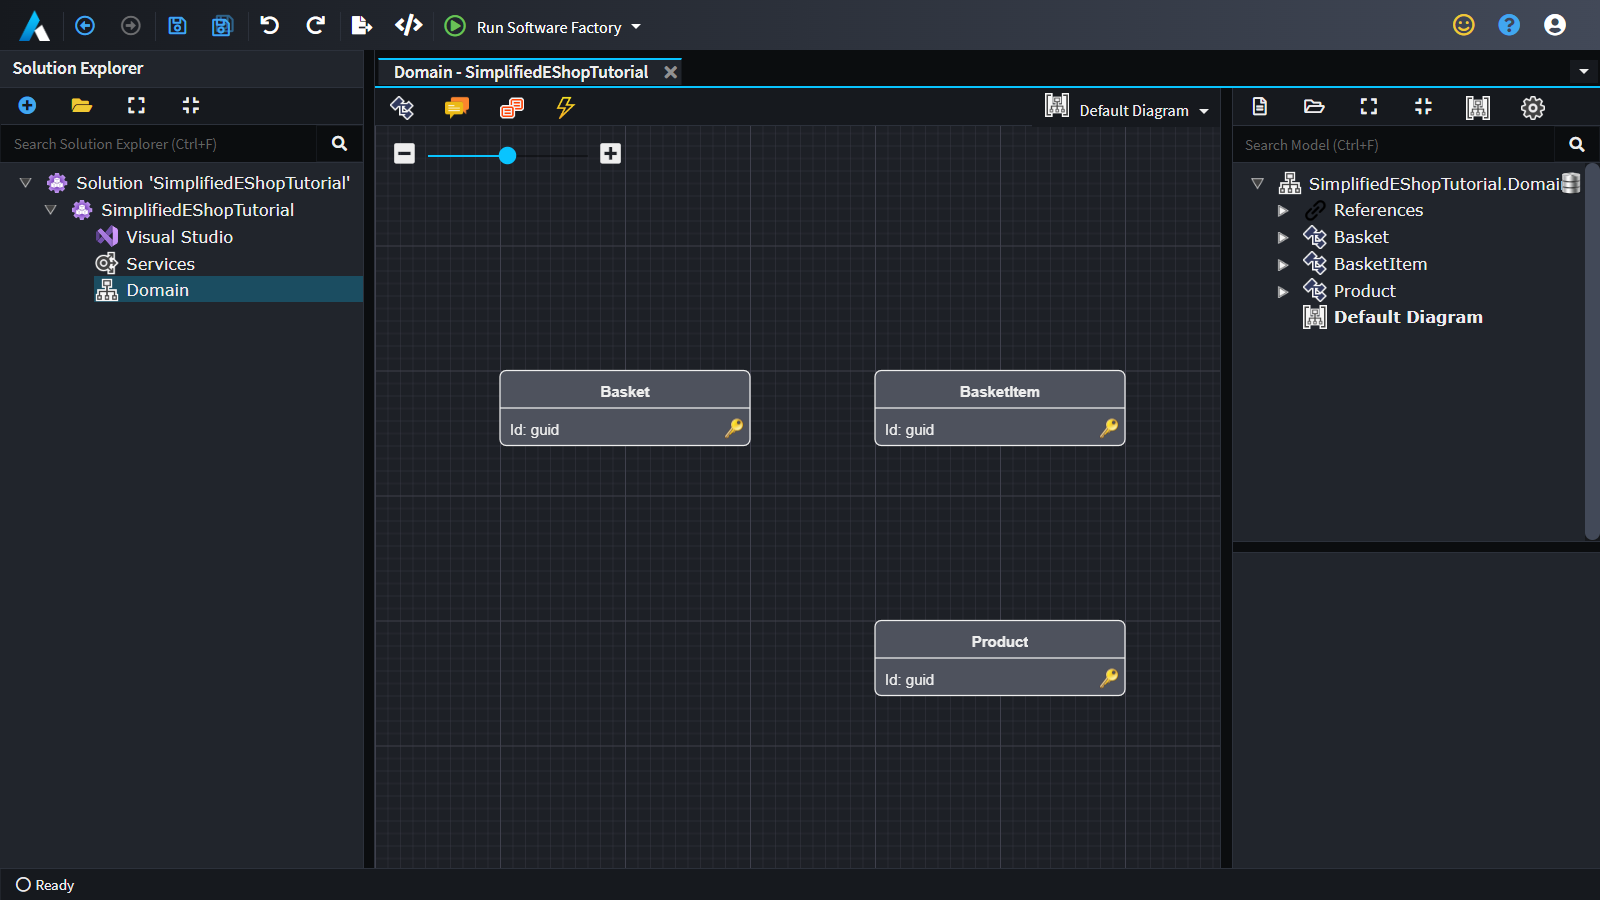 Run Software Factory
Solution Explorer
Search Solution Explorer (Ctrl+F)
Solution 'SimplifiedEShopTutorial'
SimplifiedEShopTutorial
Visual Studio
Services
Domain
Domain - SimplifiedEShopTutorial
Default Diagram
Basket
Id: guid
BasketItem
Id: guid
Product
Id: guid
Search Model (Ctrl+F)
SimplifiedEShopTutorial.Domai
References
Basket
BasketItem
Product
Default Diagram
Ready